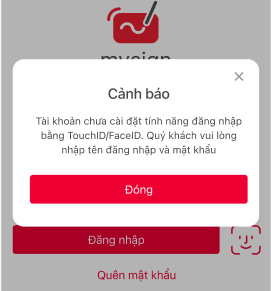 mysign
Cảnh báo
Tài khoản chưa cài đặt tính năng đăng nhập
bằng TouchID/FaceID. Quý khách vui lòng
nhập tên đăng nhập và mật khẩu
Đóng
Đăng nhập
Quên mật khẩu